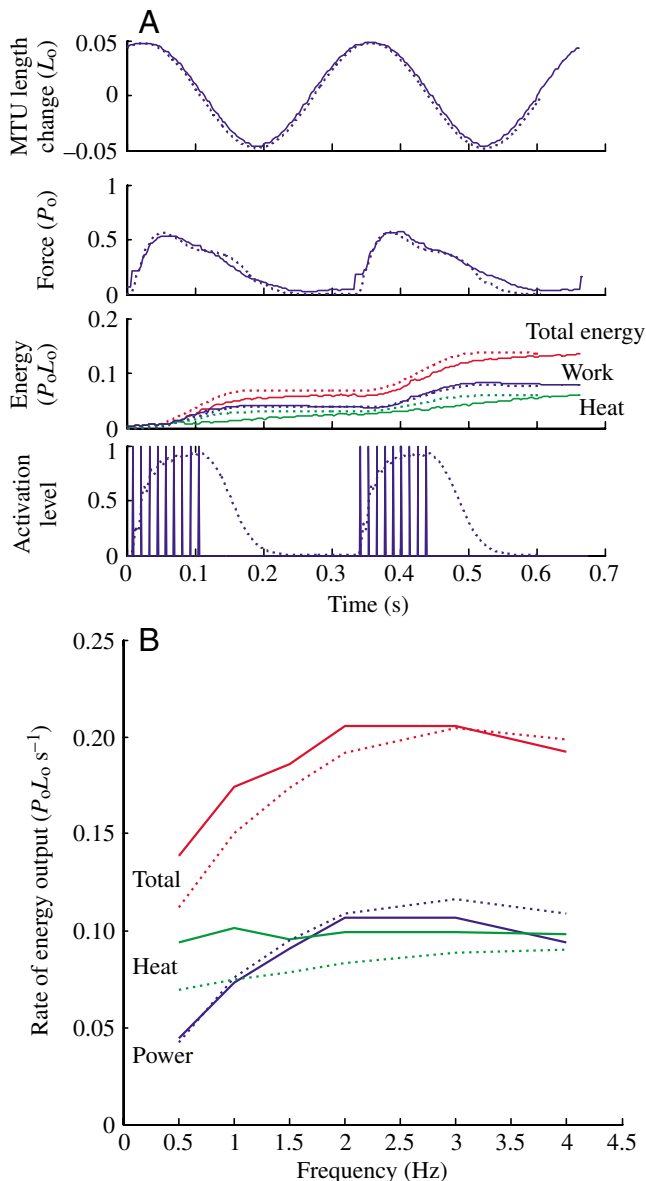 A
MTU length
change (Lo)
0.05
0
–0.05
Force (Po)
1
0.5
0
Energy
(PoLo)
0.2
0.1
0
Total energy
Work
Heat
Activation
level
1
0.5
0
0 0.1 0.2 0.3 0.4 0.5 0.6 0.7
Time (s)
B
Rate of energy output (PoLo s–1)
0.25
0.20
0.15
0.10
0.05
0
Total
Heat
Power
0 0.5 1 1.5 2 2.5 3 3.5 4 4.5
Frequency (Hz)